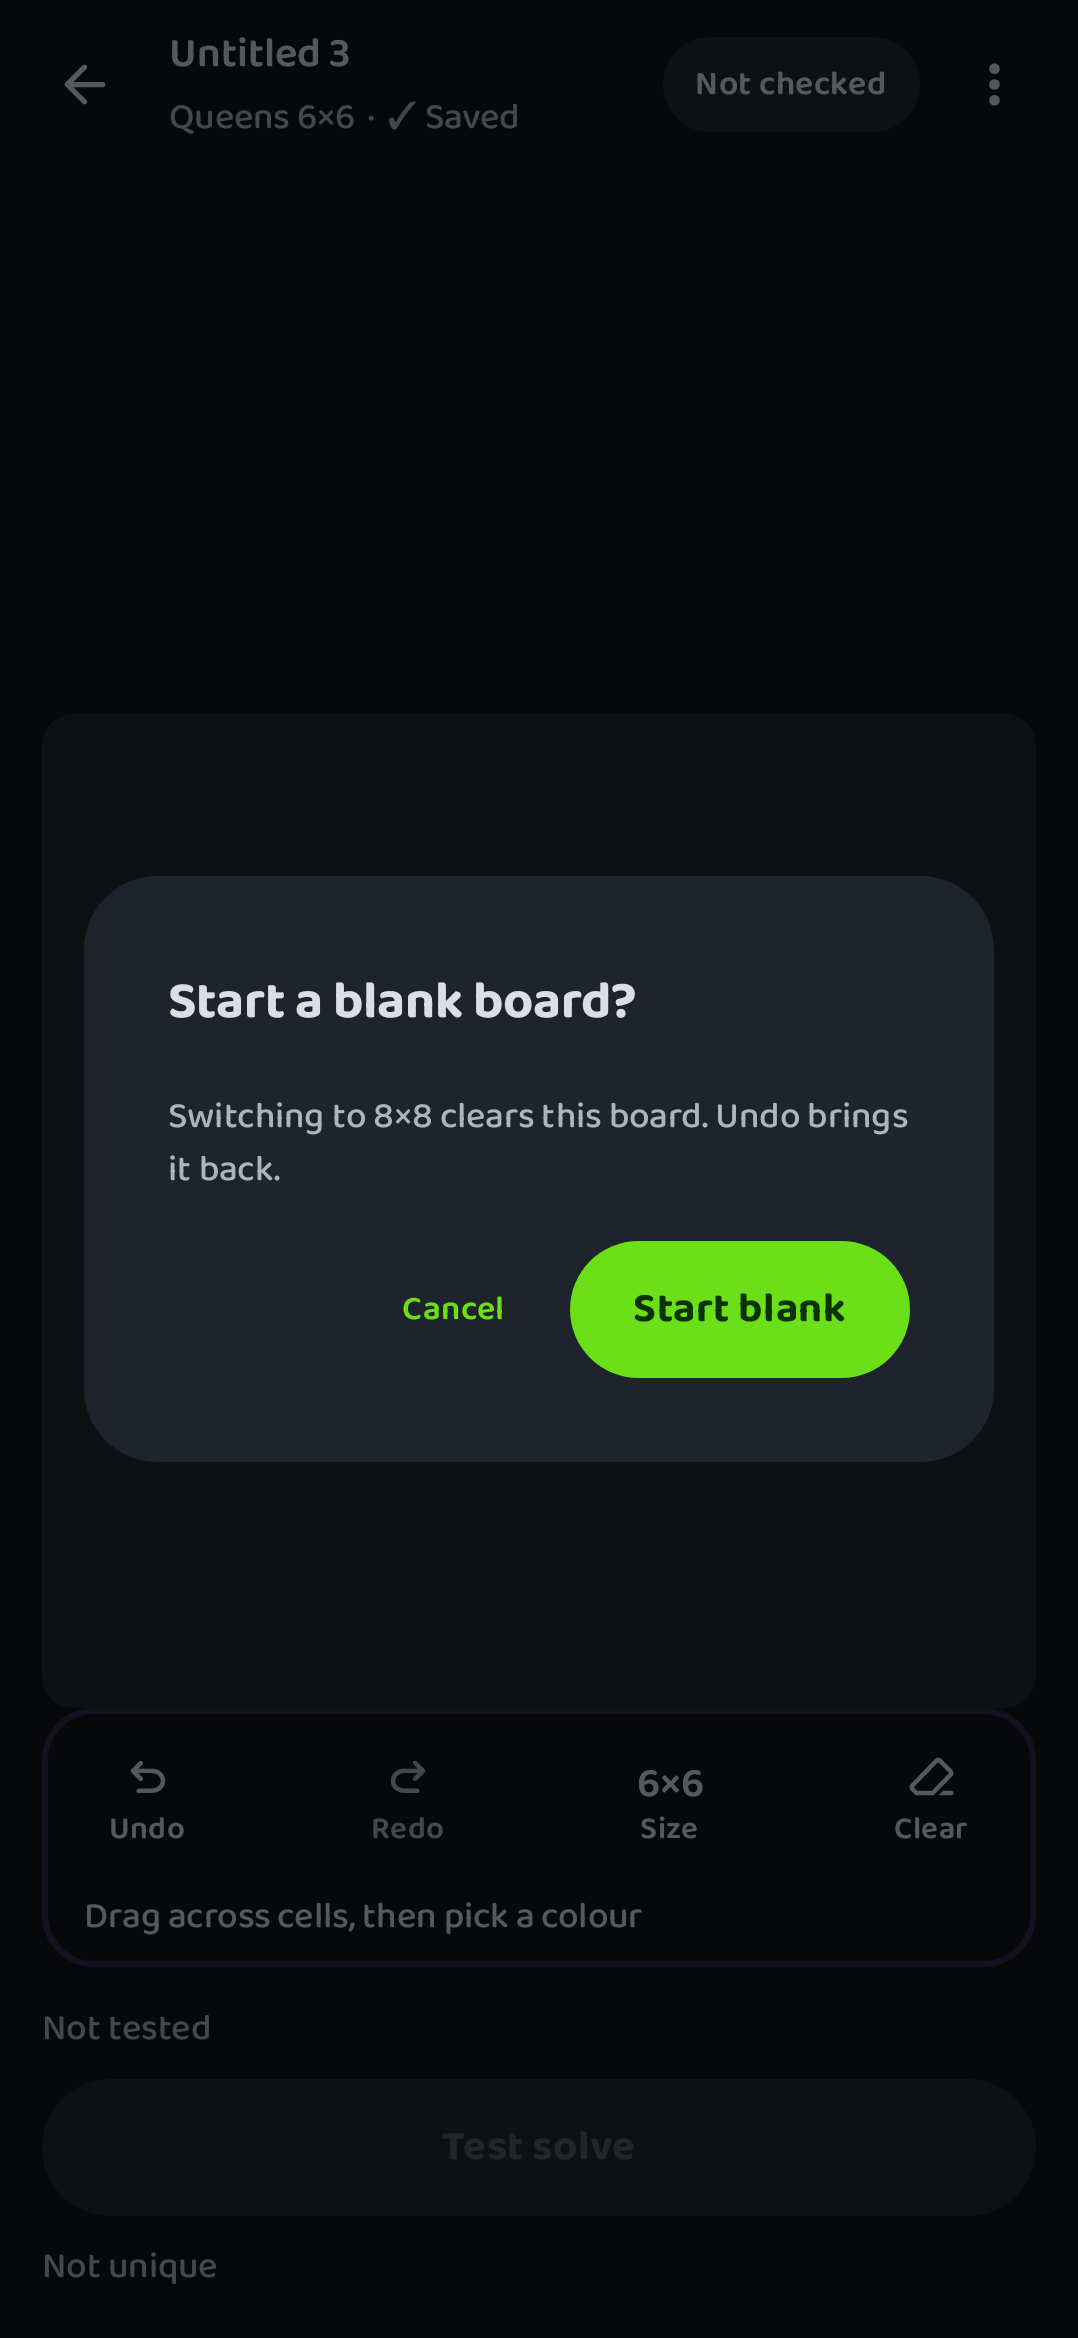 Untitled 3
Queens 6×6 · ✓ Saved
Not checked
Start a blank board?
Switching to 8×8 clears this board. Undo brings
it back.
Cancel
Start blank
Undo
Redo
6×6
Size
Clear
Drag across cells, then pick a colour
Not tested
Test solve
Not unique